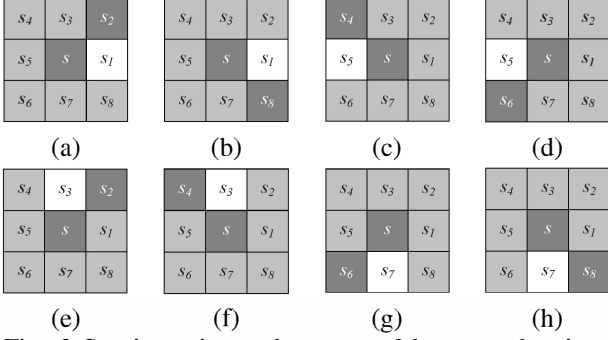 s4 s3 s2 s4 s3 s2 s4 s3 s2 s4 s3 s2
s5 s s1 s5 s s1 s5 s s1 s5 s s1
s6 s7 s8 s6 s7 s8 s6 s7 s8 s6 s7 s8
(a) (b) (c) (d)
s4 s3 s2 s4 s3 s2 s4 s3 s2 s4 s3 s2
s5 s s1 s5 s s1 s5 s s1 s5 s s1
s6 s7 s8 s6 s7 s8 s6 s7 s8 s6 s7 s8
(e) (f) (g) (h)